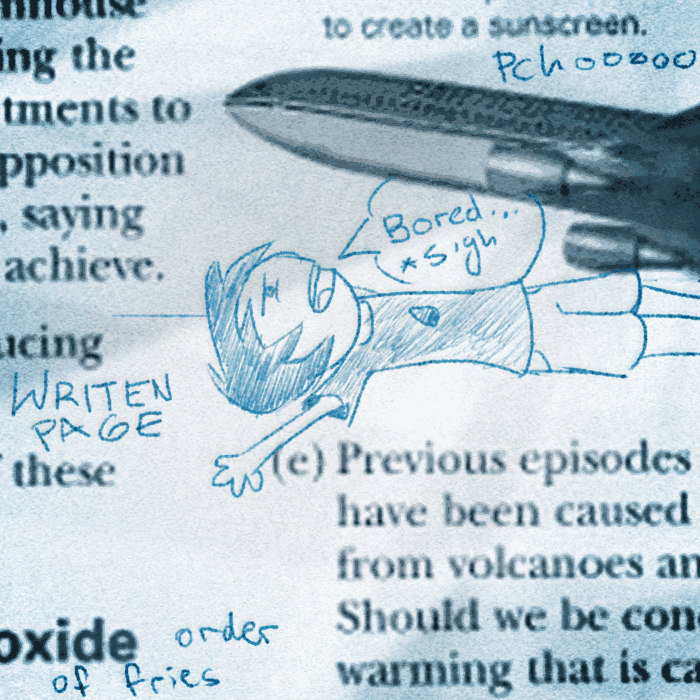 nhouse
ing the
tments to
pposition
, saying
achieve.
ucing
WRITEN
PAGE
these
oxide order
of fries
to create a sunscreen.
Pchooooo
Bored...
*sigh
(e) Previous episodes
have been caused
from volcanoes an
Should we be con
warming that is ca